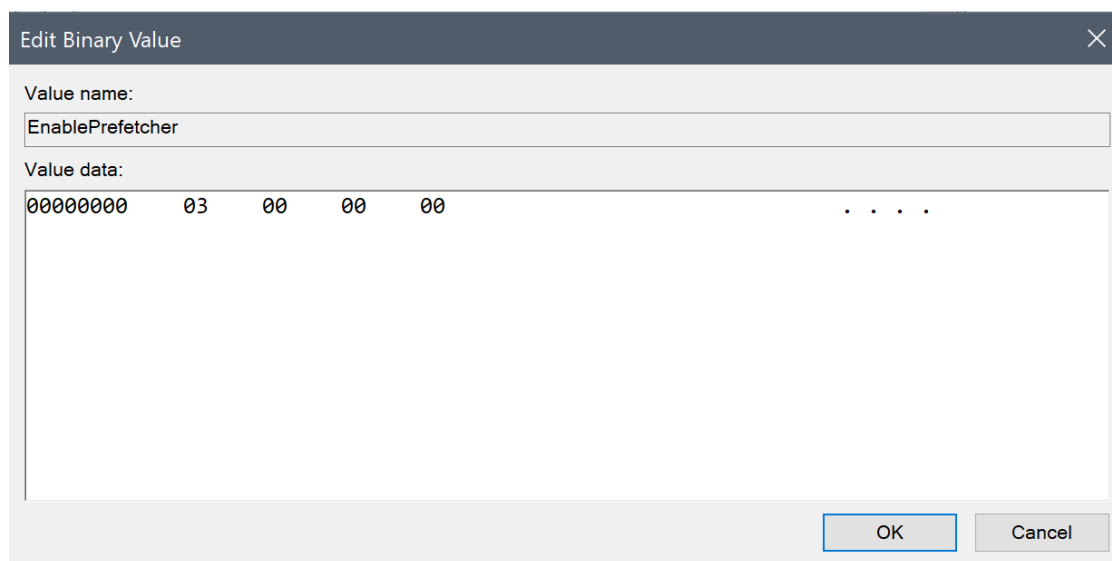 Edit Binary Value
Value name:
EnablePrefetcher
Value data:
00000000 03 00 00 00 . . . .
OK Cancel